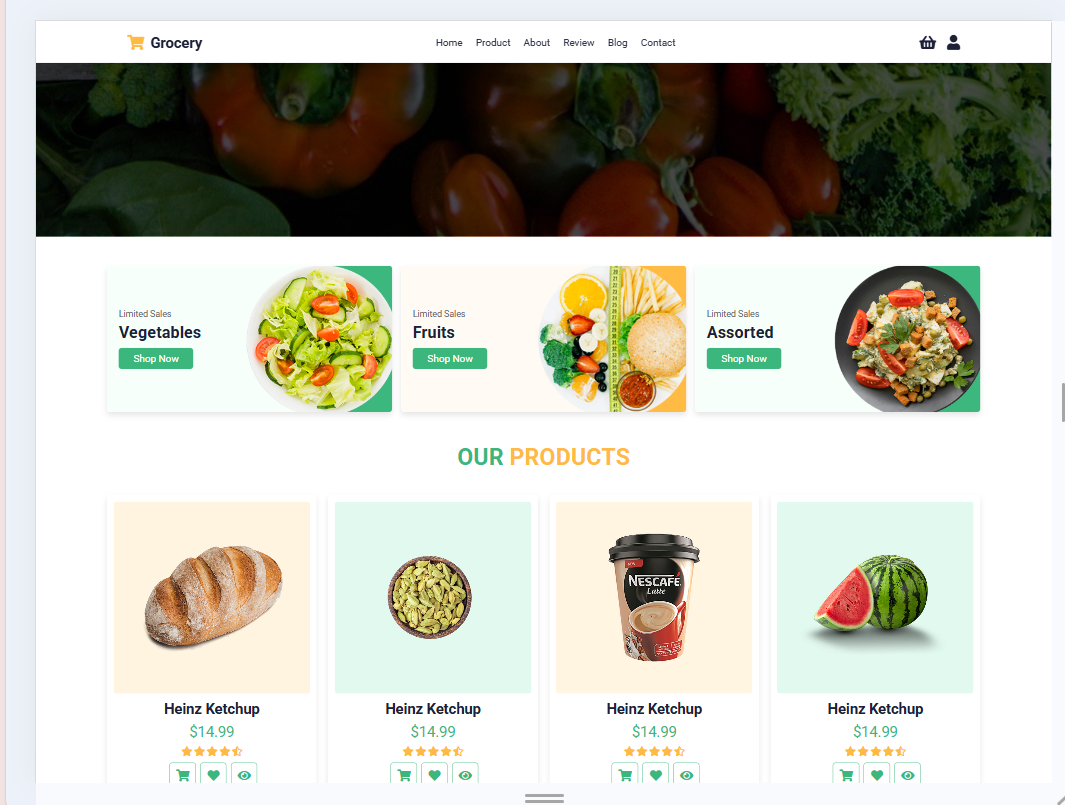 Grocery
Home Product About Review Blog Contact
Limited Sales
Vegetables
Shop Now
Limited Sales
Fruits
Shop Now
Limited Sales
Assorted
Shop Now
OUR PRODUCTS
NESCAFÉ
Latte
Heinz Ketchup
$14.99
Heinz Ketchup
$14.99
Heinz Ketchup
$14.99
Heinz Ketchup
$14.99